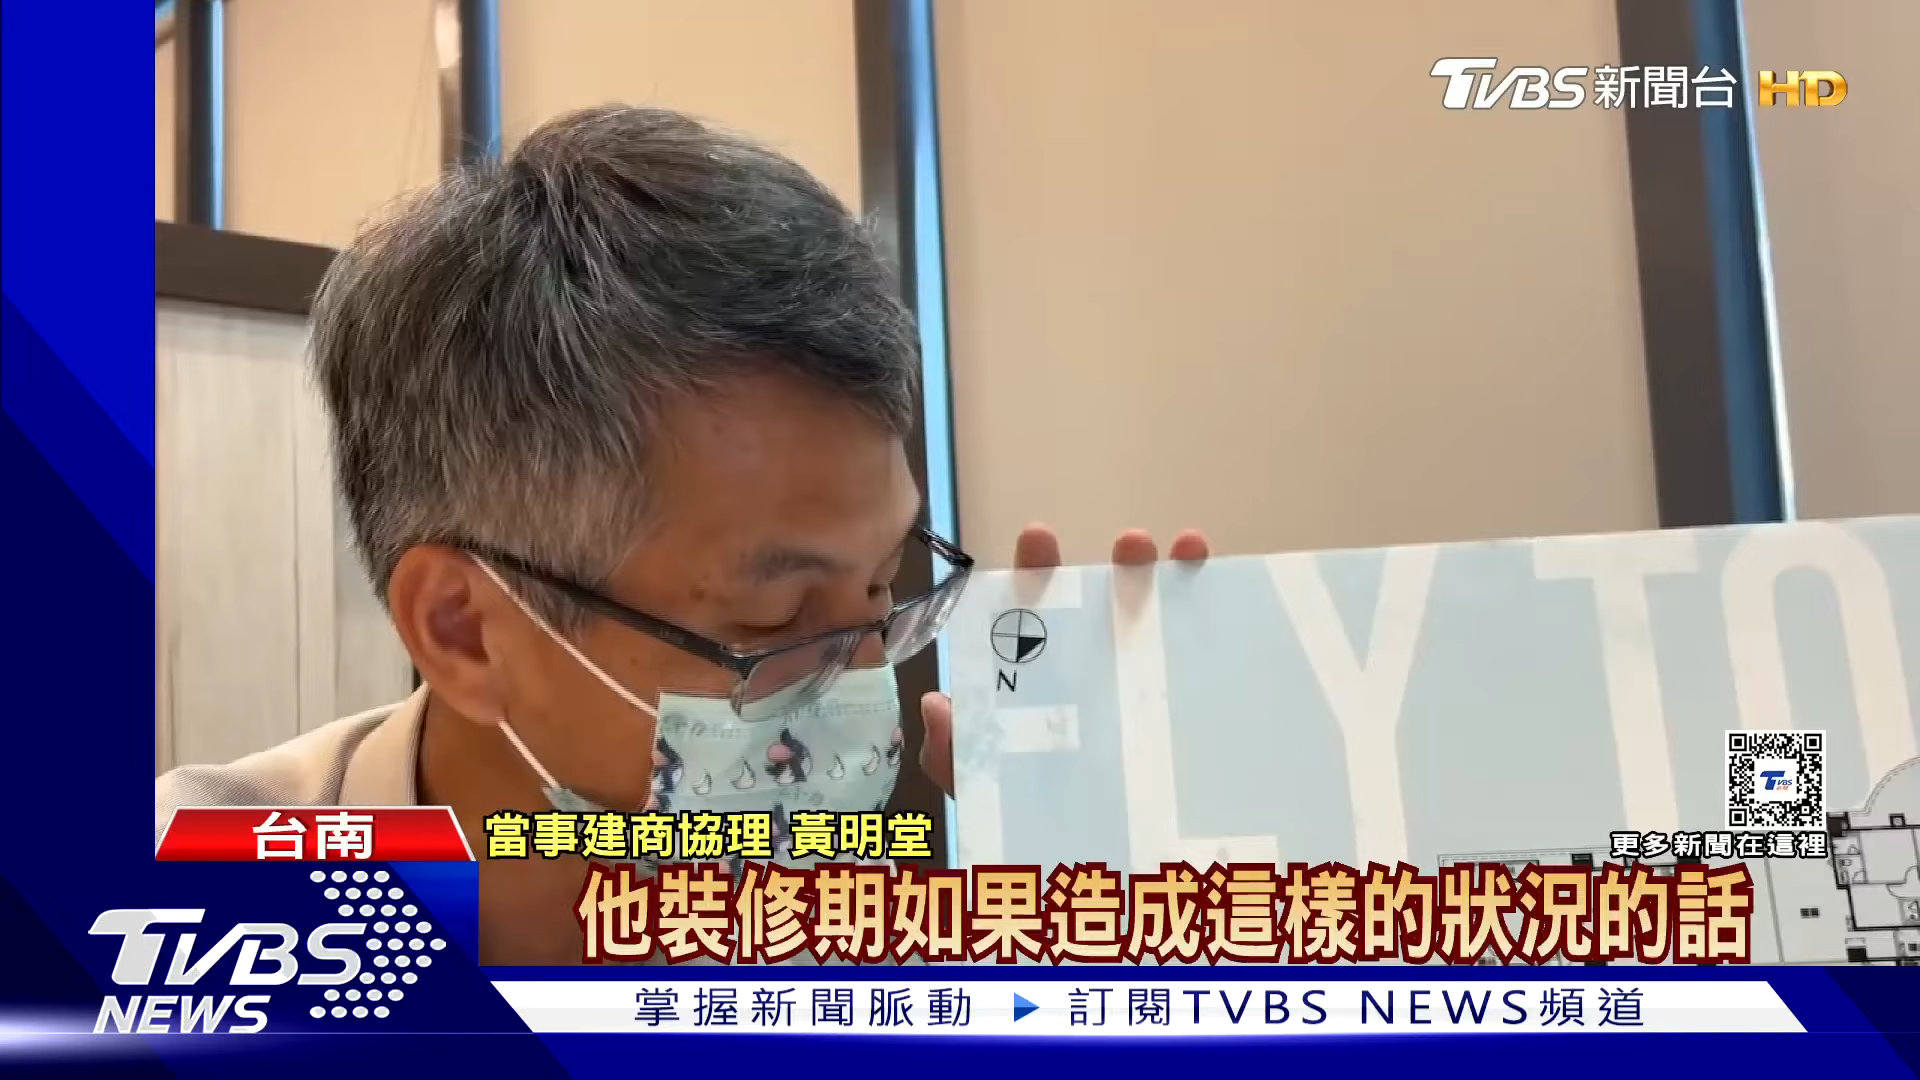 TVBS新聞台 HD
FLY TO
N
更多新聞在這裡
台南
當事建商協理 黃明堂
他裝修期如果造成這樣的狀況的話
TVBS
NEWS
掌握新聞脈動 ▶ 訂閱TVBS NEWS頻道